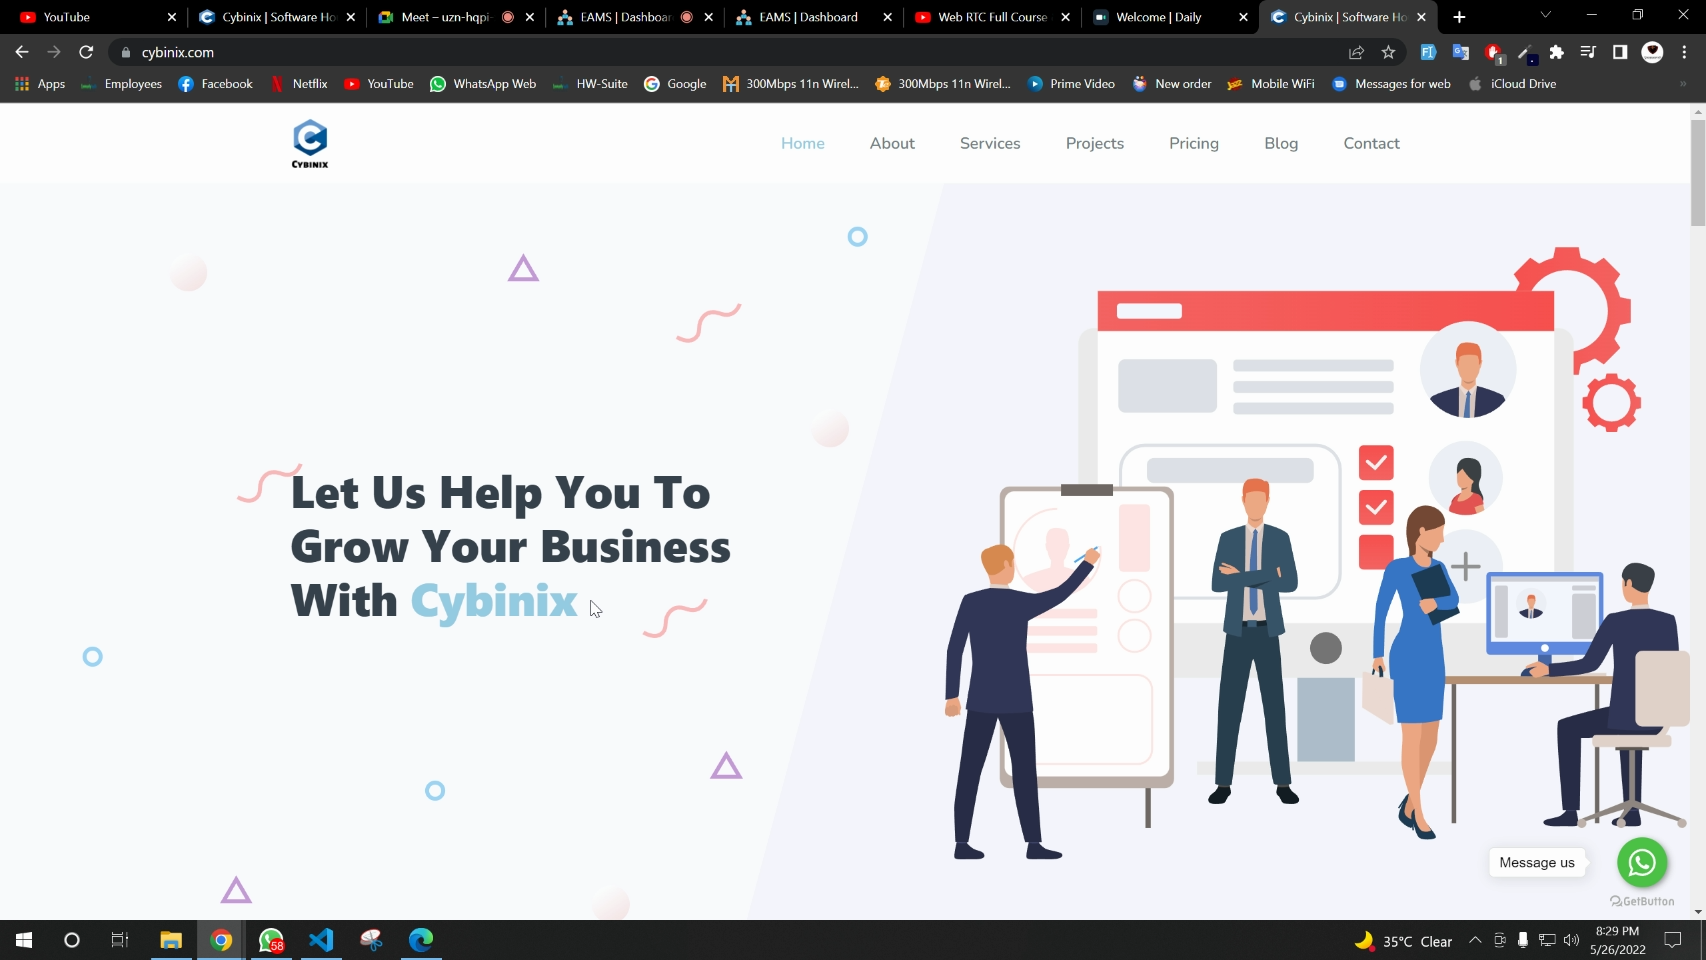 YouTube
Cybinix | Software Ho
Meet – uzn-hqpi-
EAMS | Dashboar
EAMS | Dashboard
Web RTC Full Course
Welcome | Daily
Cybinix | Software Ho
cybinix.com
1
Apps
Employees
Facebook
Netflix
YouTube
WhatsApp Web
HW-Suite
Google
300Mbps 11n Wirel...
300Mbps 11n Wirel...
Prime Video
New order
Mobile WiFi
Messages for web
iCloud Drive
»
CYBINIX
Home
About
Services
Projects
Pricing
Blog
Contact
Let Us Help You To
Grow Your Business
With Cybinix
Message us
GetButton
58
35°C Clear
8:29 PM
5/26/2022